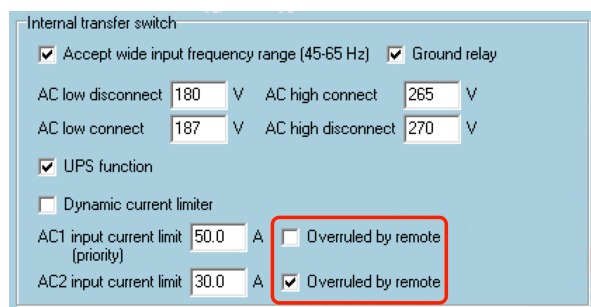 Internal transfer switch
Accept wide input frequency range (45-65 Hz) Ground relay
AC low disconnect 180 V AC high connect 265 V
AC low connect 187 V AC high disconnect 270 V
UPS function
Dynamic current limiter
AC1 input current limit 50.0 A Overruled by remote
(priority)
AC2 input current limit 30.0 A Overruled by remote